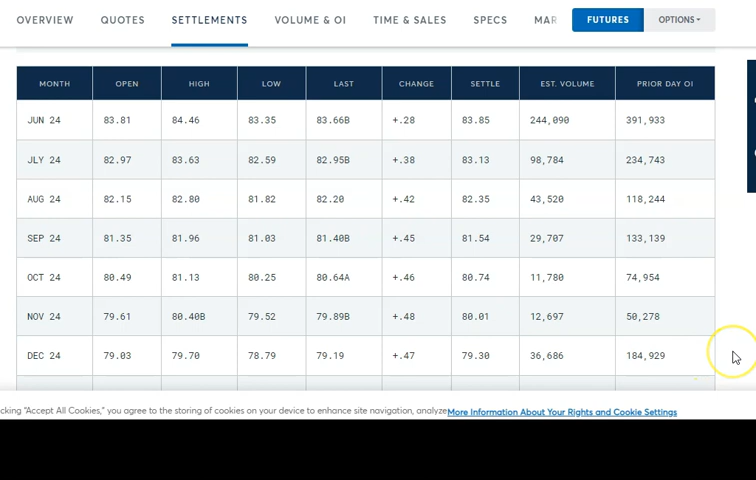 OVERVIEW QUOTES SETTLEMENTS VOLUME & OI TIME & SALES SPECS MAR FUTURES OPTIONS
MONTH OPEN HIGH LOW LAST CHANGE SETTLE EST. VOLUME PRIOR DAY OI
JUN 24 83.81 84.46 83.35 83.66B +.28 83.85 244,090 391,933
JLY 24 82.97 83.63 82.59 82.95B +.38 83.13 98,784 234,743
AUG 24 82.15 82.80 81.82 82.20 +.42 82.35 43,520 118,244
SEP 24 81.35 81.96 81.03 81.40B +.45 81.54 29,707 133,139
OCT 24 80.49 81.13 80.25 80.64A +.46 80.74 11,780 74,954
NOV 24 79.61 80.40B 79.52 79.89B +.48 80.01 12,697 50,278
DEC 24 79.03 79.70 78.79 79.19 +.47 79.30 36,686 184,929
cking "Accept All Cookies," you agree to the storing of cookies on your device to enhance site navigation, analyze More Information About Your Rights and Cookie Settings